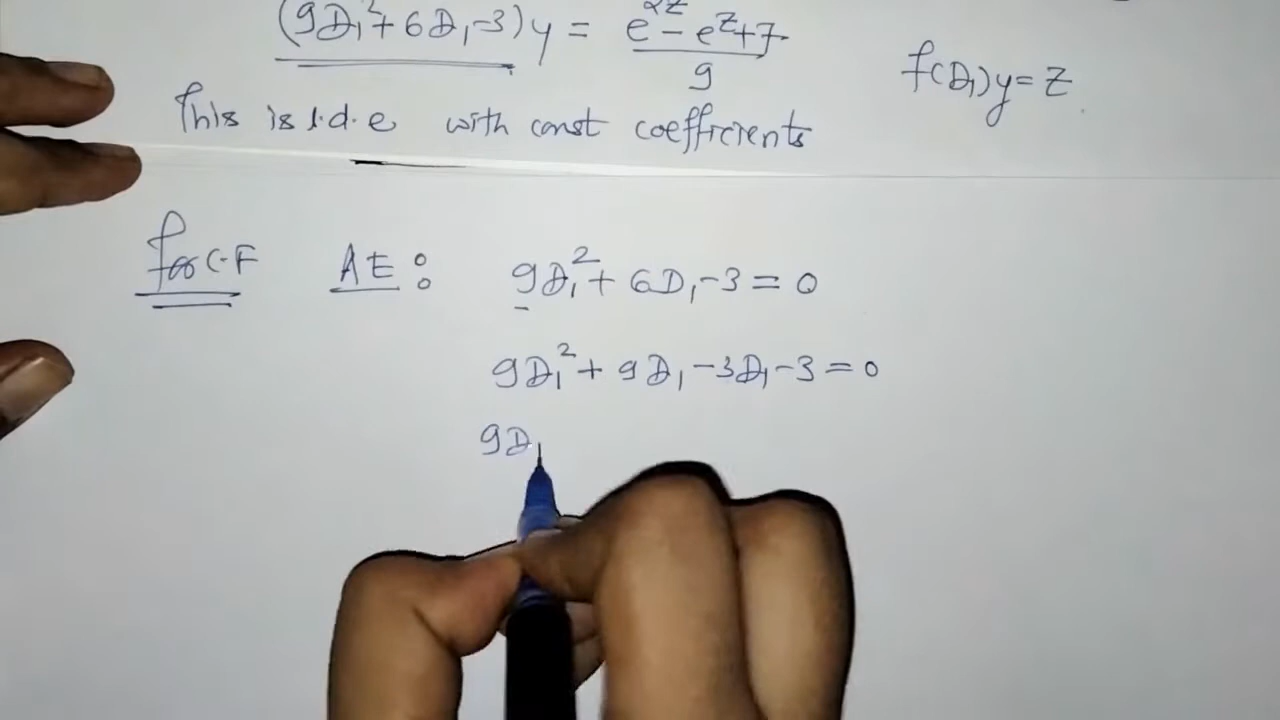 (9D₁²+6D₁-3)y = (e^{2z} - e^z+7)/9
f(D₁)y=Z
This is l.d.e with const coefficients
for C.F AE: 9D₁²+6D₁-3=0
9D₁²+9D₁-3D₁-3=0
9D₁